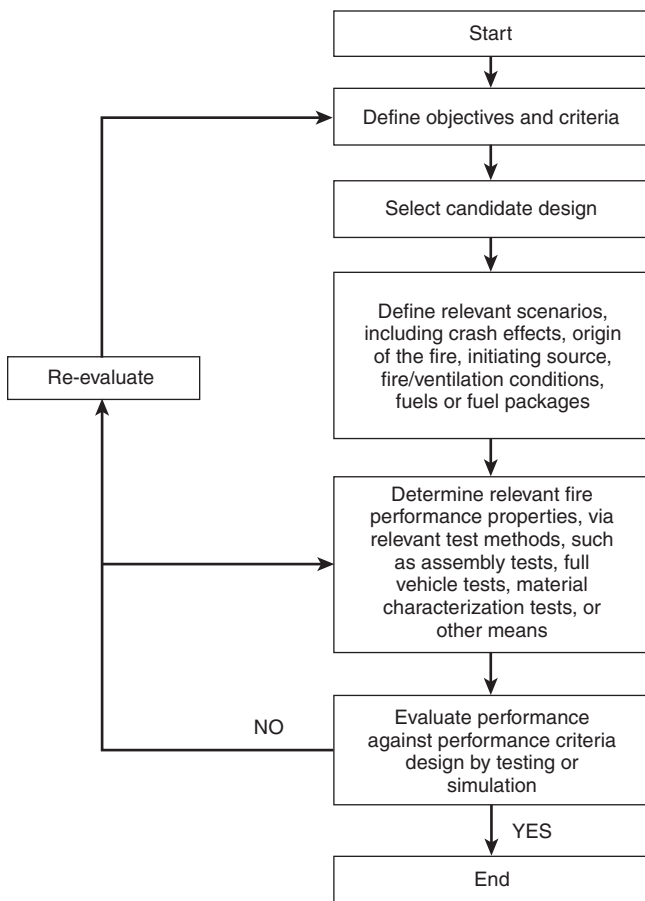 Start
Define objectives and criteria
Select candidate design
Define relevant scenarios,
including crash effects, origin
of the fire, initiating source,
fire/ventilation conditions,
fuels or fuel packages
Re-evaluate
Determine relevant fire
performance properties, via
relevant test methods, such
as assembly tests, full
vehicle tests, material
characterization tests, or
other means
NO
Evaluate performance
against performance criteria
design by testing or
simulation
YES
End